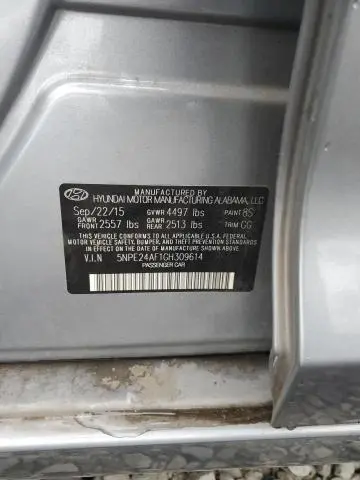 MANUFACTURED BY
HYUNDAI MOTOR MANUFACTURING ALABAMA, LLC
Sep/22/15 GVWR 4497 lbs PAINT 8S
GAWR FRONT 2557 lbs GAWR REAR 2513 lbs TRIM GG
THIS VEHICLE CONFORMS TO ALL APPLICABLE U.S. FEDERAL MOTOR
VEHICLE SAFETY, BUMPER, AND THEFT PREVENTION STANDARDS
IN EFFECT ON THE DATE OF MANUFACTURE SHOWN ABOVE.
V.I.N 5NPE24AF1GH309614
PASSENGER CAR